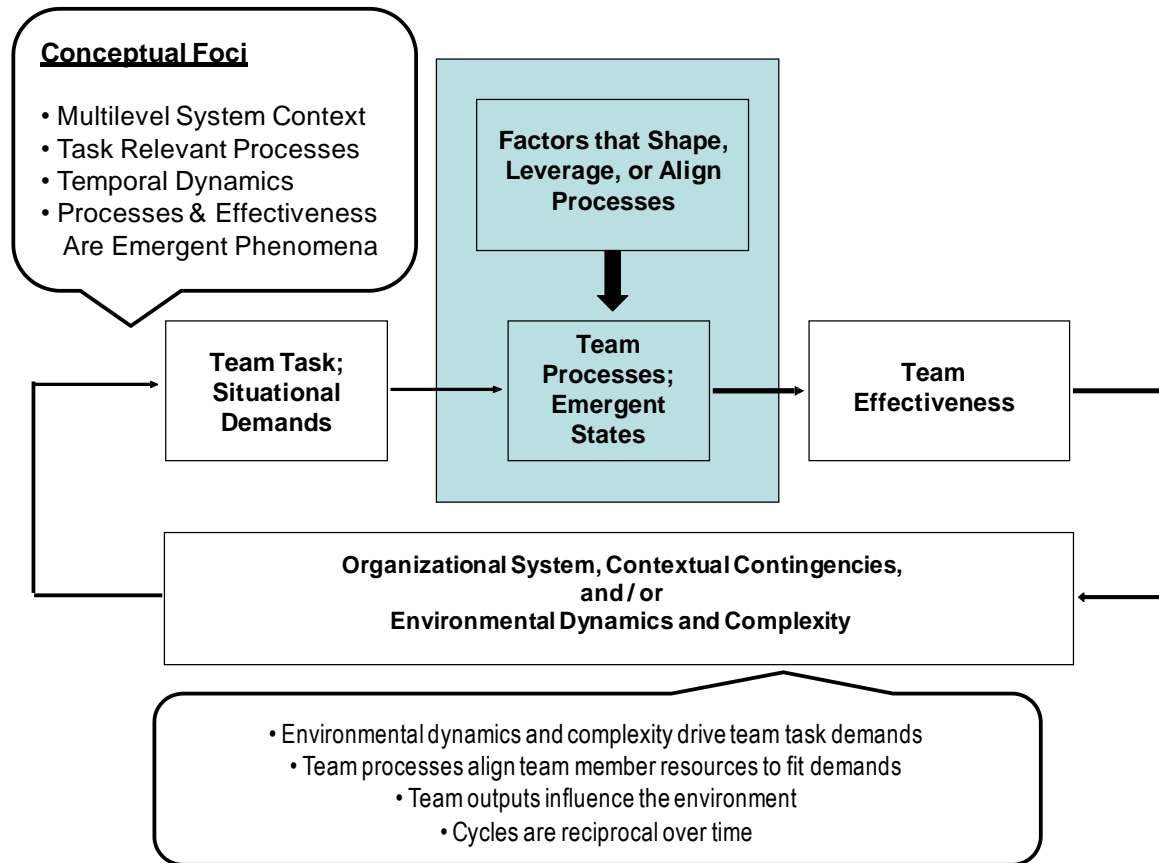 Conceptual Foci
• Multilevel System Context
• Task Relevant Processes
• Temporal Dynamics
• Processes & Effectiveness
Are Emergent Phenomena
Factors that Shape,
Leverage, or Align
Processes
Team Task;
Situational
Demands
Team
Processes;
Emergent
States
Team
Effectiveness
Organizational System, Contextual Contingencies,
and / or
Environmental Dynamics and Complexity
• Environmental dynamics and complexity drive team task demands
• Team processes align team member resources to fit demands
• Team outputs influence the environment
• Cycles are reciprocal over time